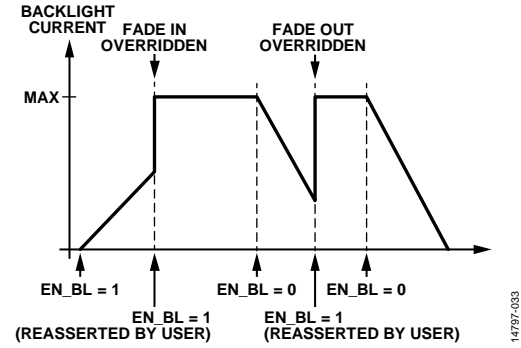 BACKLIGHT
CURRENT
FADE IN
OVERRIDDEN
FADE OUT
OVERRIDDEN
MAX
EN_BL = 1
EN_BL = 0
EN_BL = 0
EN_BL = 1
(REASSERTED BY USER)
EN_BL = 1
(REASSERTED BY USER)
14797-033